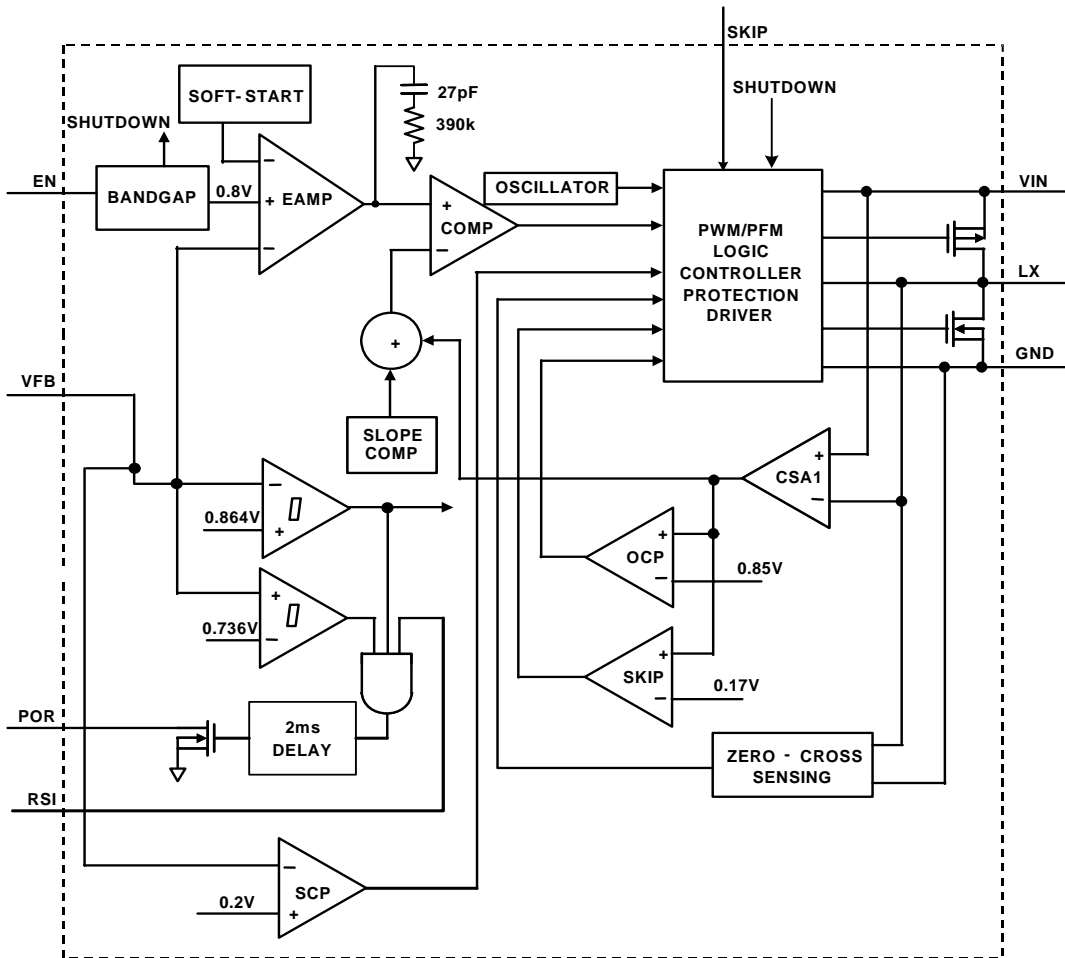 SKIP
SOFT-START
27pF
390k
SHUTDOWN
SHUTDOWN
EN
BANDGAP
0.8V
−
+
−
EAMP
+
−
COMP
OSCILLATOR
PWM/PFM
LOGIC
CONTROLLER
PROTECTION
DRIVER
VIN
LX
GND
+
VFB
SLOPE
COMP
+
−
CSA1
−
+
0.864V
+
−
OCP
0.85V
+
−
0.736V
+
−
SKIP
0.17V
POR
2ms
DELAY
ZERO - CROSS
SENSING
RSI
−
+
SCP
0.2V